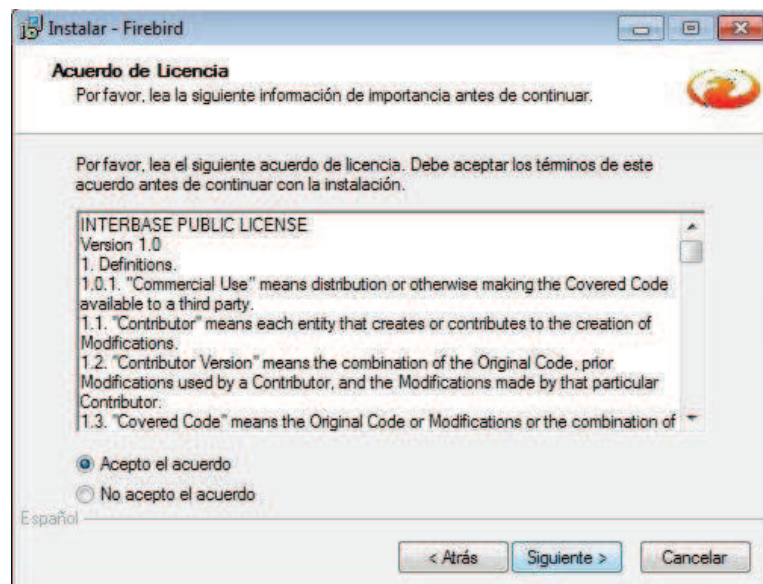 Instalar - Firebird
Acuerdo de Licencia
Por favor, lea la siguiente información de importancia antes de continuar.
Por favor, lea el siguiente acuerdo de licencia. Debe aceptar los términos de este
acuerdo antes de continuar con la instalación.
INTERBASE PUBLIC LICENSE
Version 1.0
1. Definitions.
1.0.1. "Commercial Use" means distribution or otherwise making the Covered Code
available to a third party.
1.1. "Contributor" means each entity that creates or contributes to the creation of
Modifications.
1.2. "Contributor Version" means the combination of the Original Code, prior
Modifications used by a Contributor, and the Modifications made by that particular
Contributor.
1.3. "Covered Code" means the Original Code or Modifications or the combination of
Acepto el acuerdo
No acepto el acuerdo
Español
< Atrás Siguiente > Cancelar